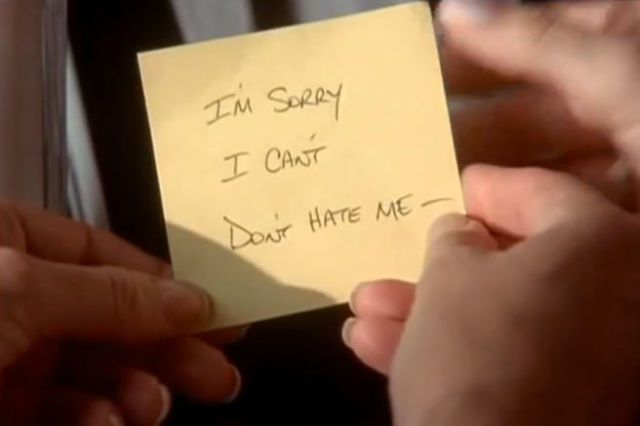 I'M SORRY
I CAN'T
DON'T HATE ME —